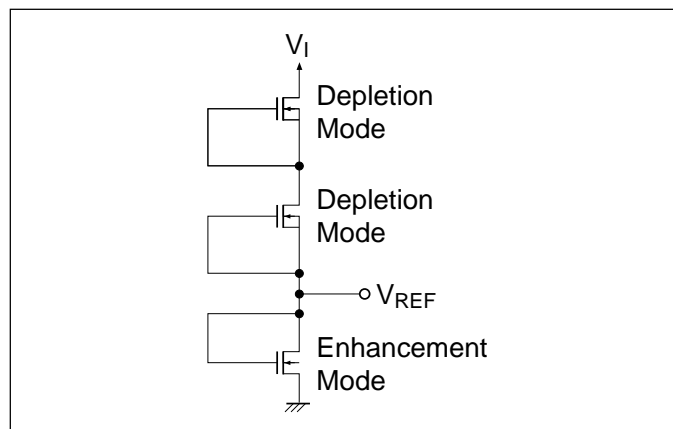 V_I
Depletion
Mode
Depletion
Mode
V_REF
Enhancement
Mode